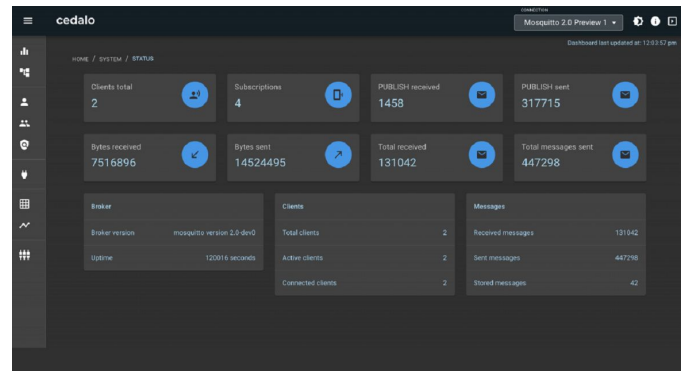 CONNECTION
cedalo
Mosquitto 2.0 Preview 1
Dashboard last updated at: 12:03:57 pm
HOME / SYSTEM / STATUS
Clients total
2
Subscriptions
4
PUBLISH received
1458
PUBLISH sent
317715
Bytes received
7516896
Bytes sent
14524495
Total received
131042
Total messages sent
447298
Broker
Broker version mosquitto version 2.0-dev0
Uptime 120016 seconds
Clients
Total clients 2
Active clients 2
Connected clients 2
Messages
Received messages 131042
Sent messages 447298
Stored messages 42